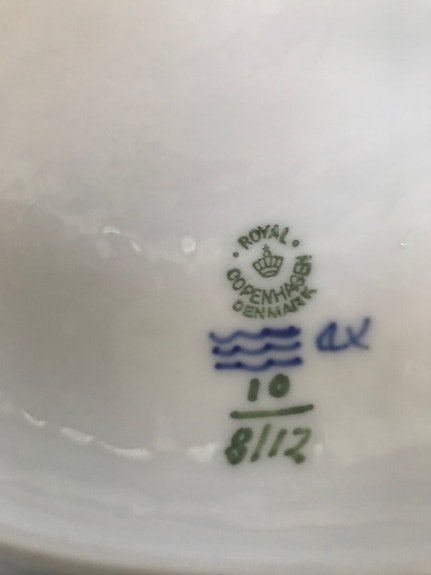 ROYAL
COPENHAGEN
DENMARK
ax
10
8/12